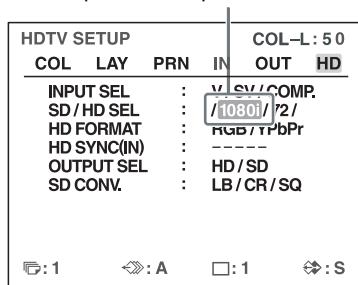 HDTV SETUP COL–L: 50
COL LAY PRN IN OUT HD
INPUT SEL : V / SV / COMP.
SD / HD SEL : / 1080i / 72 /
HD FORMAT : RGB / YPbPr
HD SYNC(IN) : – – – – –
OUTPUT SEL : HD / SD
SD CONV. : LB / CR / SQ
: 1 : A : 1 : S